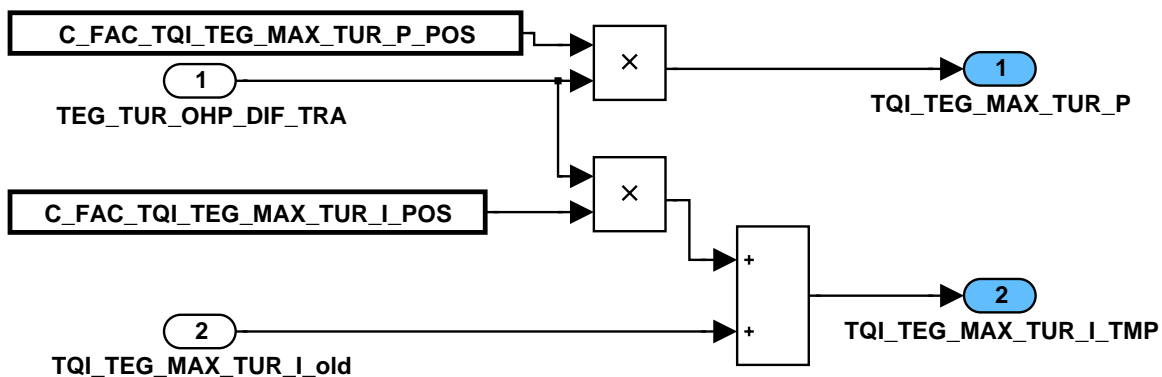 C_FAC_TQI_TEG_MAX_TUR_P_POS
1
TEG_TUR_OHP_DIF_TRA
×
1
TQI_TEG_MAX_TUR_P
C_FAC_TQI_TEG_MAX_TUR_I_POS
×
+
+
2
TQI_TEG_MAX_TUR_I_old
2
TQI_TEG_MAX_TUR_I_TMP